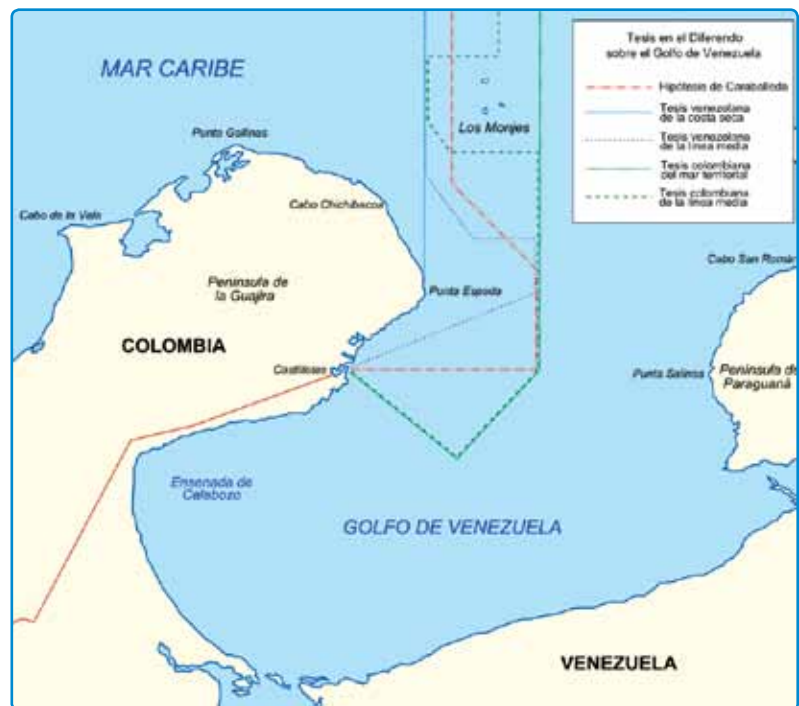 MAR CARIBE
Tesis en el Diferendo
sobre el Golfo de Venezuela
Hipótesis de Caraballeda
Tesis venezolana
de la costa seca
Tesis venezolana
de la línea media
Tesis colombiana
del mar territorial
Tesis colombiana
de la línea media
Los Monjes
Punta Gallinas
Cabo de la Vela
Cabo Chichibacoa
Península de
la Guajira
Punta Espada
Cabo San Román
COLOMBIA
Castilletes
Punta Salinas
Península de
Paraguaná
Ensenada de
Calabozo
GOLFO DE VENEZUELA
VENEZUELA